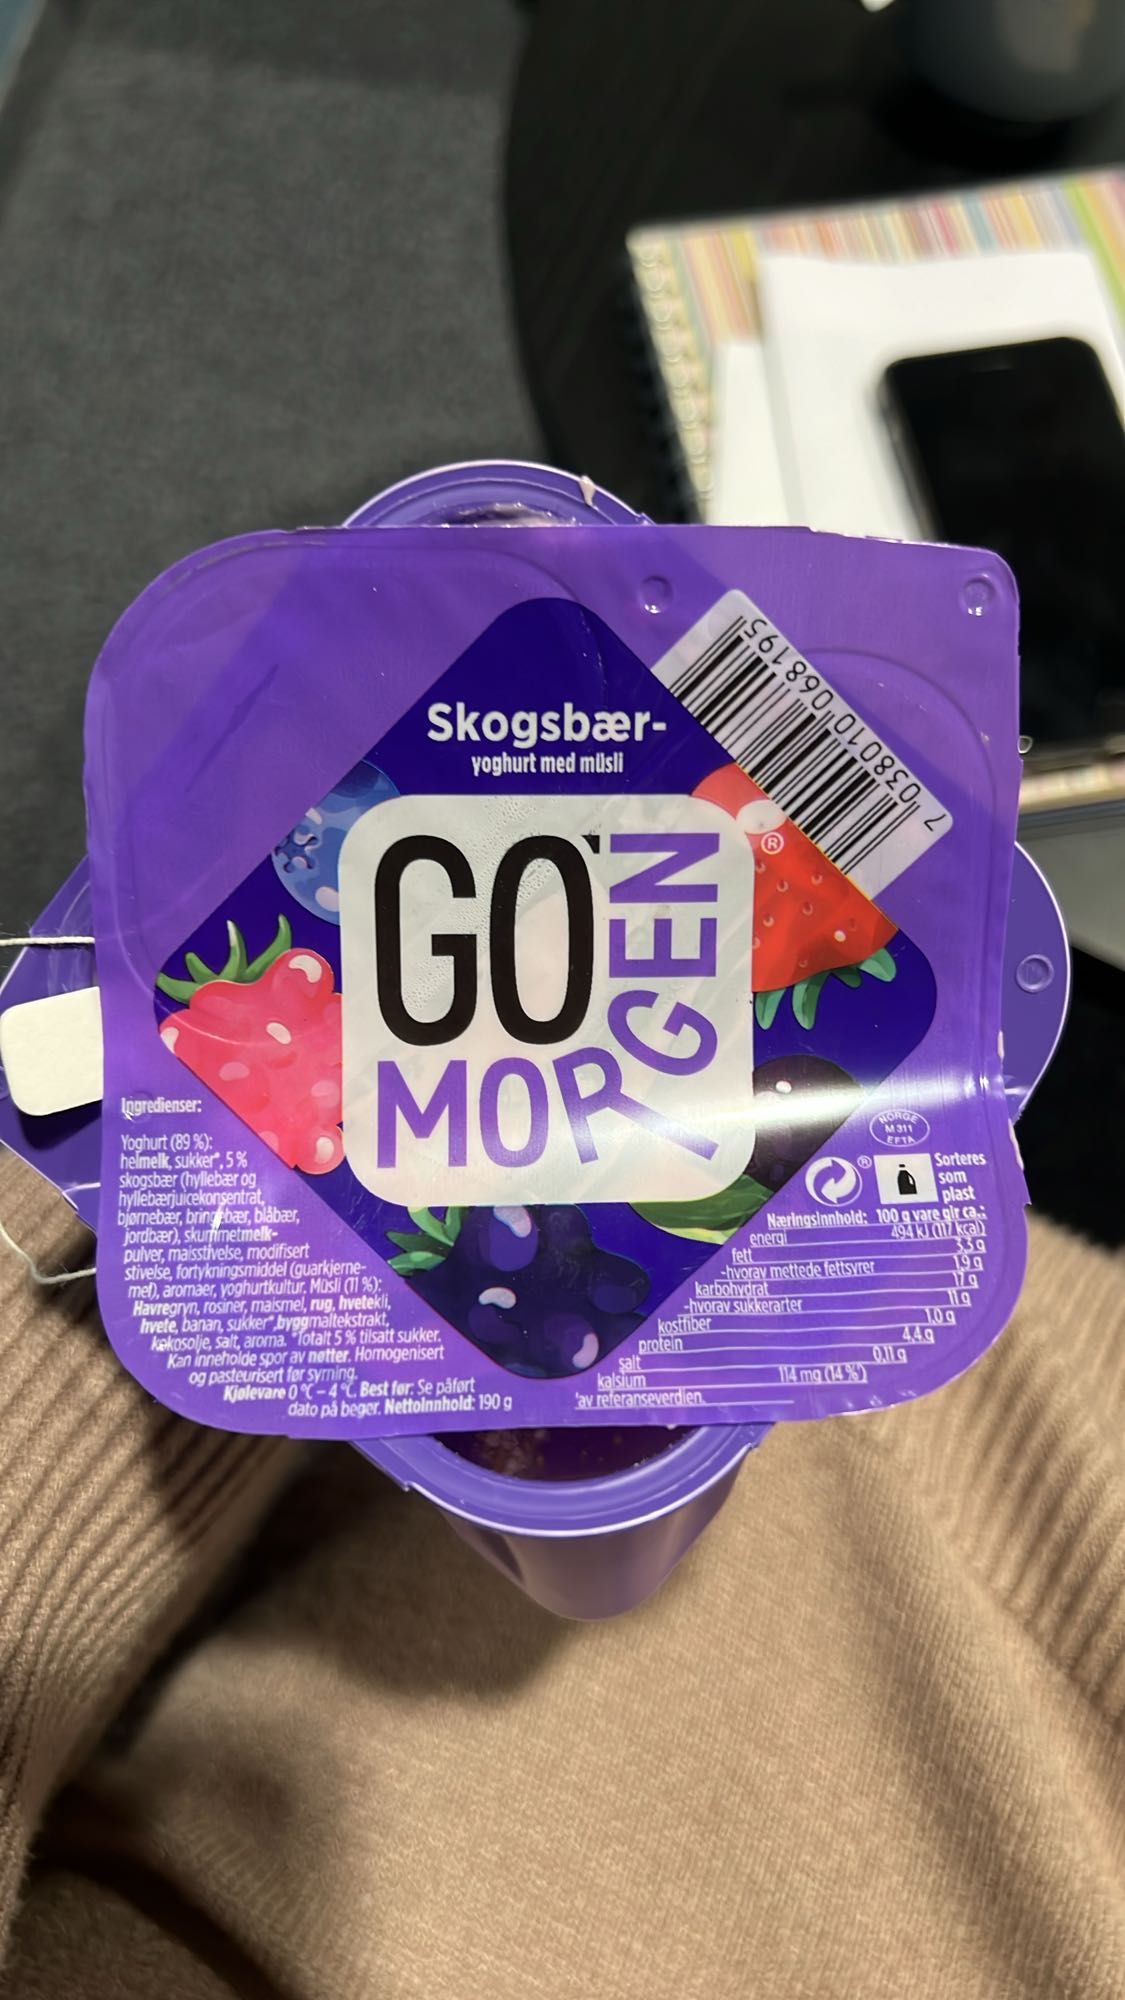 Skogsbær-
yoghurt med müsli
GO'
MORGEN
®
7 038010 068195
Ingredienser:
Yoghurt (89 %):
helmelk, sukker*, 5 %
skogsbær (hyllebær og
hyllebærjuicekonsentrat,
bjørnebær, bringebær, blåbær,
jordbær), skummetmelk-
pulver, maisstivelse, modifisert
stivelse, fortykningsmiddel (guarkjerne-
mel), aromaer, yoghurtkultur. Müsli (11 %):
Havregryn, rosiner, maismel, rug, hvetekli,
hvete, banan, sukker*, byggmaltekstrakt,
kokosolje, salt, aroma. *Totalt 5 % tilsatt sukker.
Kan inneholde spor av nøtter. Homogenisert
og pasteurisert før syrning.
Kjølevare 0 °C – 4 °C. Best før: Se påført
dato på beger. Nettoinnhold: 190 g
NORGE
M 311
EFTA
®
Sorteres
som
plast
Næringsinnhold: 100 g vare gir ca.:
energi 494 kJ (117 kcal)
fett 3,3 g
-hvorav mettede fettsyrer 1,9 g
karbohydrat 17 g
-hvorav sukkerarter 11 g
kostfiber 1,0 g
protein 4,4 g
salt 0,11 g
kalsium 114 mg (14 %*)
*av referanseverdien